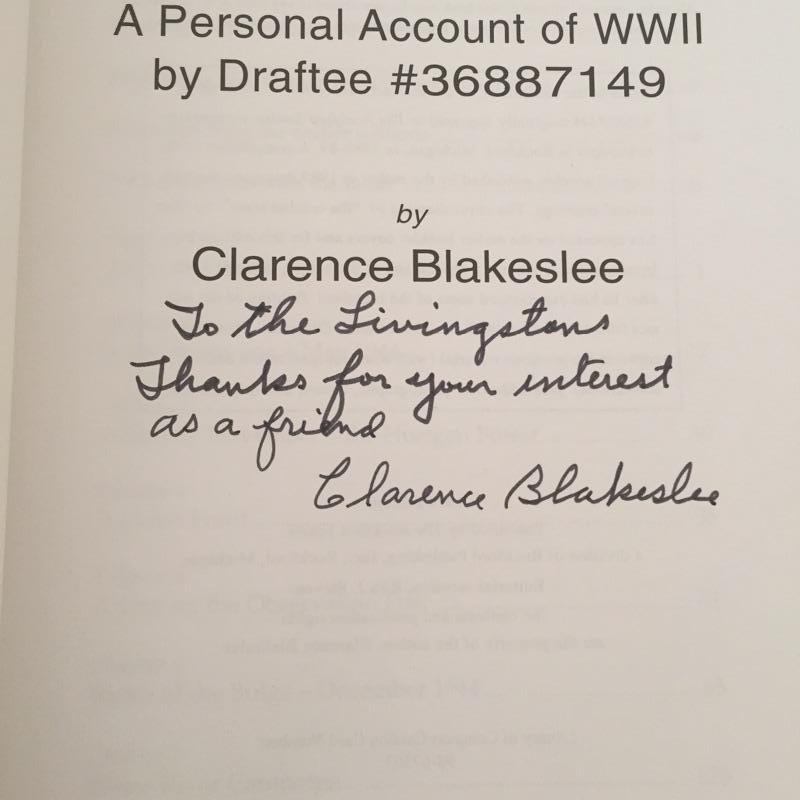 A Personal Account of WWII
by Draftee #36887149
by
Clarence Blakeslee
To the Livingstons
Thanks for your interest
as a friend
Clarence Blakeslee